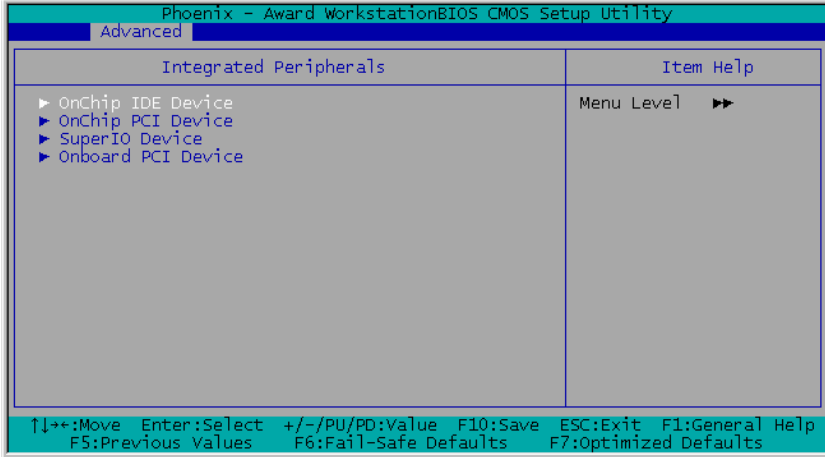 Phoenix - Award WorkstationBIOS CMOS Setup Utility
Advanced
Integrated Peripherals
Item Help
► OnChip IDE Device
► OnChip PCI Device
► SuperIO Device
► Onboard PCI Device
Menu Level ►►
↑↓→←:Move Enter:Select +/-/PU/PD:Value F10:Save ESC:Exit F1:General Help
F5:Previous Values F6:Fail-Safe Defaults F7:Optimized Defaults